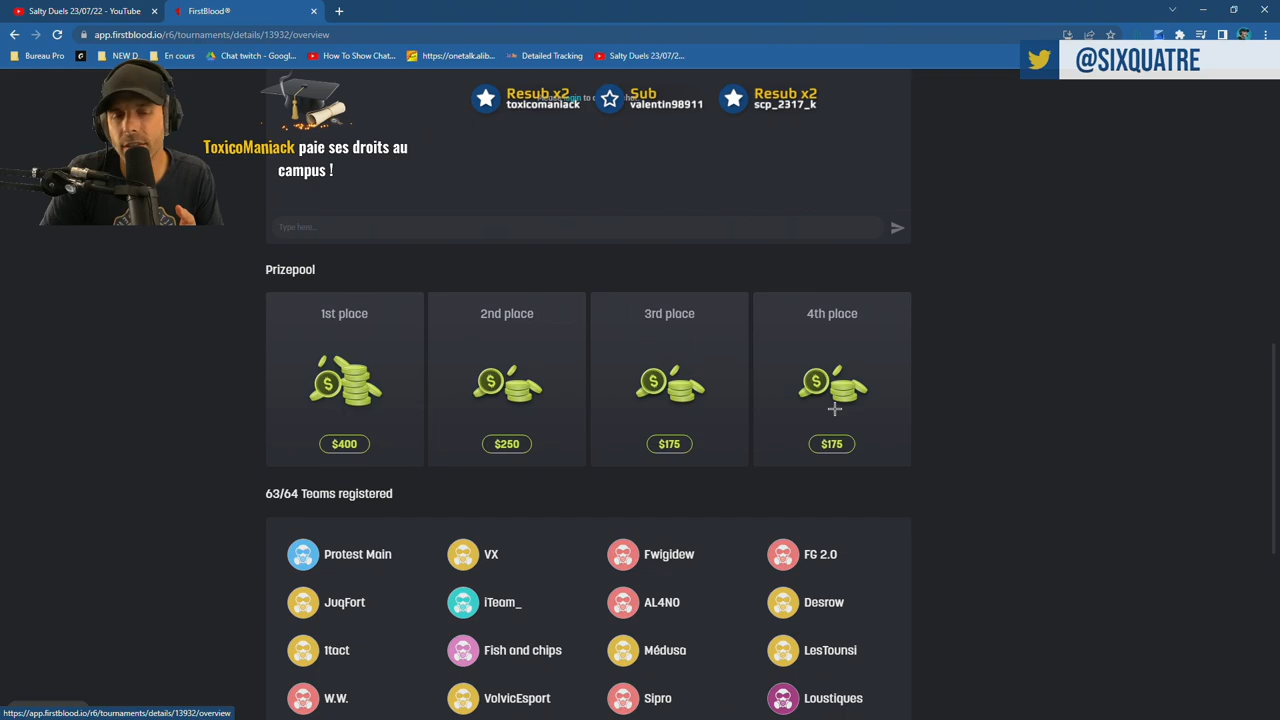 Salty Duels 23/07/22 - YouTube
FirstBlood®
app.firstblood.io/r6/tournaments/details/13932/overview
Bureau Pro
NEW D
En cours
Chat twitch - Googl...
How To Show Chat...
https://onetalk.alib...
Detailed Tracking
Salty Duels 23/07/2...
@SIXQUATRE
Resub x2
toxicomaniack
Sub
valentin98911
Resub x2
scp_2317_k
login to
ToxicoManiack paie ses droits au
campus !
Type here...
Prizepool
1st place
2nd place
3rd place
4th place
$400
$250
$175
$175
63/64 Teams registered
Protest Main
VX
Fwigidew
FG 2.0
JuqFort
iTeam_
AL4NO
Desrow
1tact
Fish and chips
Médusa
LesTounsi
W.W.
VolvicEsport
Sipro
Loustiques
https://app.firstblood.io/r6/tournaments/details/13932/overview